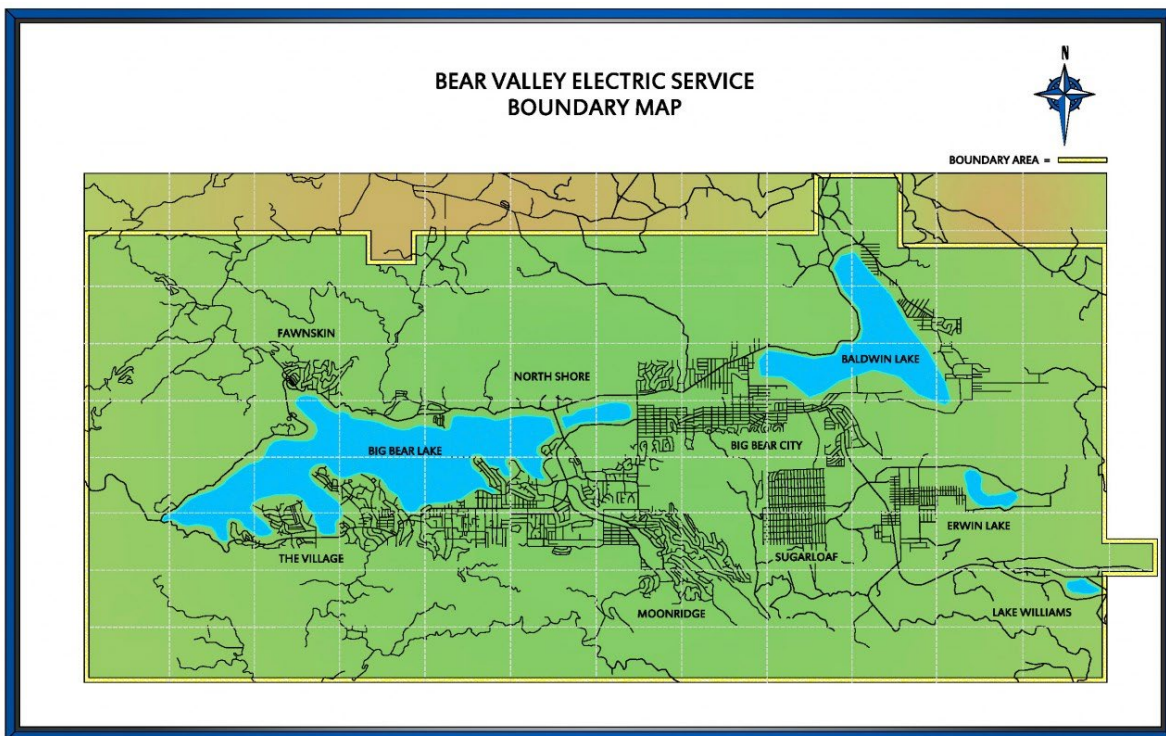 BEAR VALLEY ELECTRIC SERVICE
BOUNDARY MAP
N
BOUNDARY AREA =
FAWNSKIN
BALDWIN LAKE
NORTH SHORE
BIG BEAR CITY
BIG BEAR LAKE
ERWIN LAKE
THE VILLAGE
SUGARLOAF
MOONRIDGE
LAKE WILLIAMS